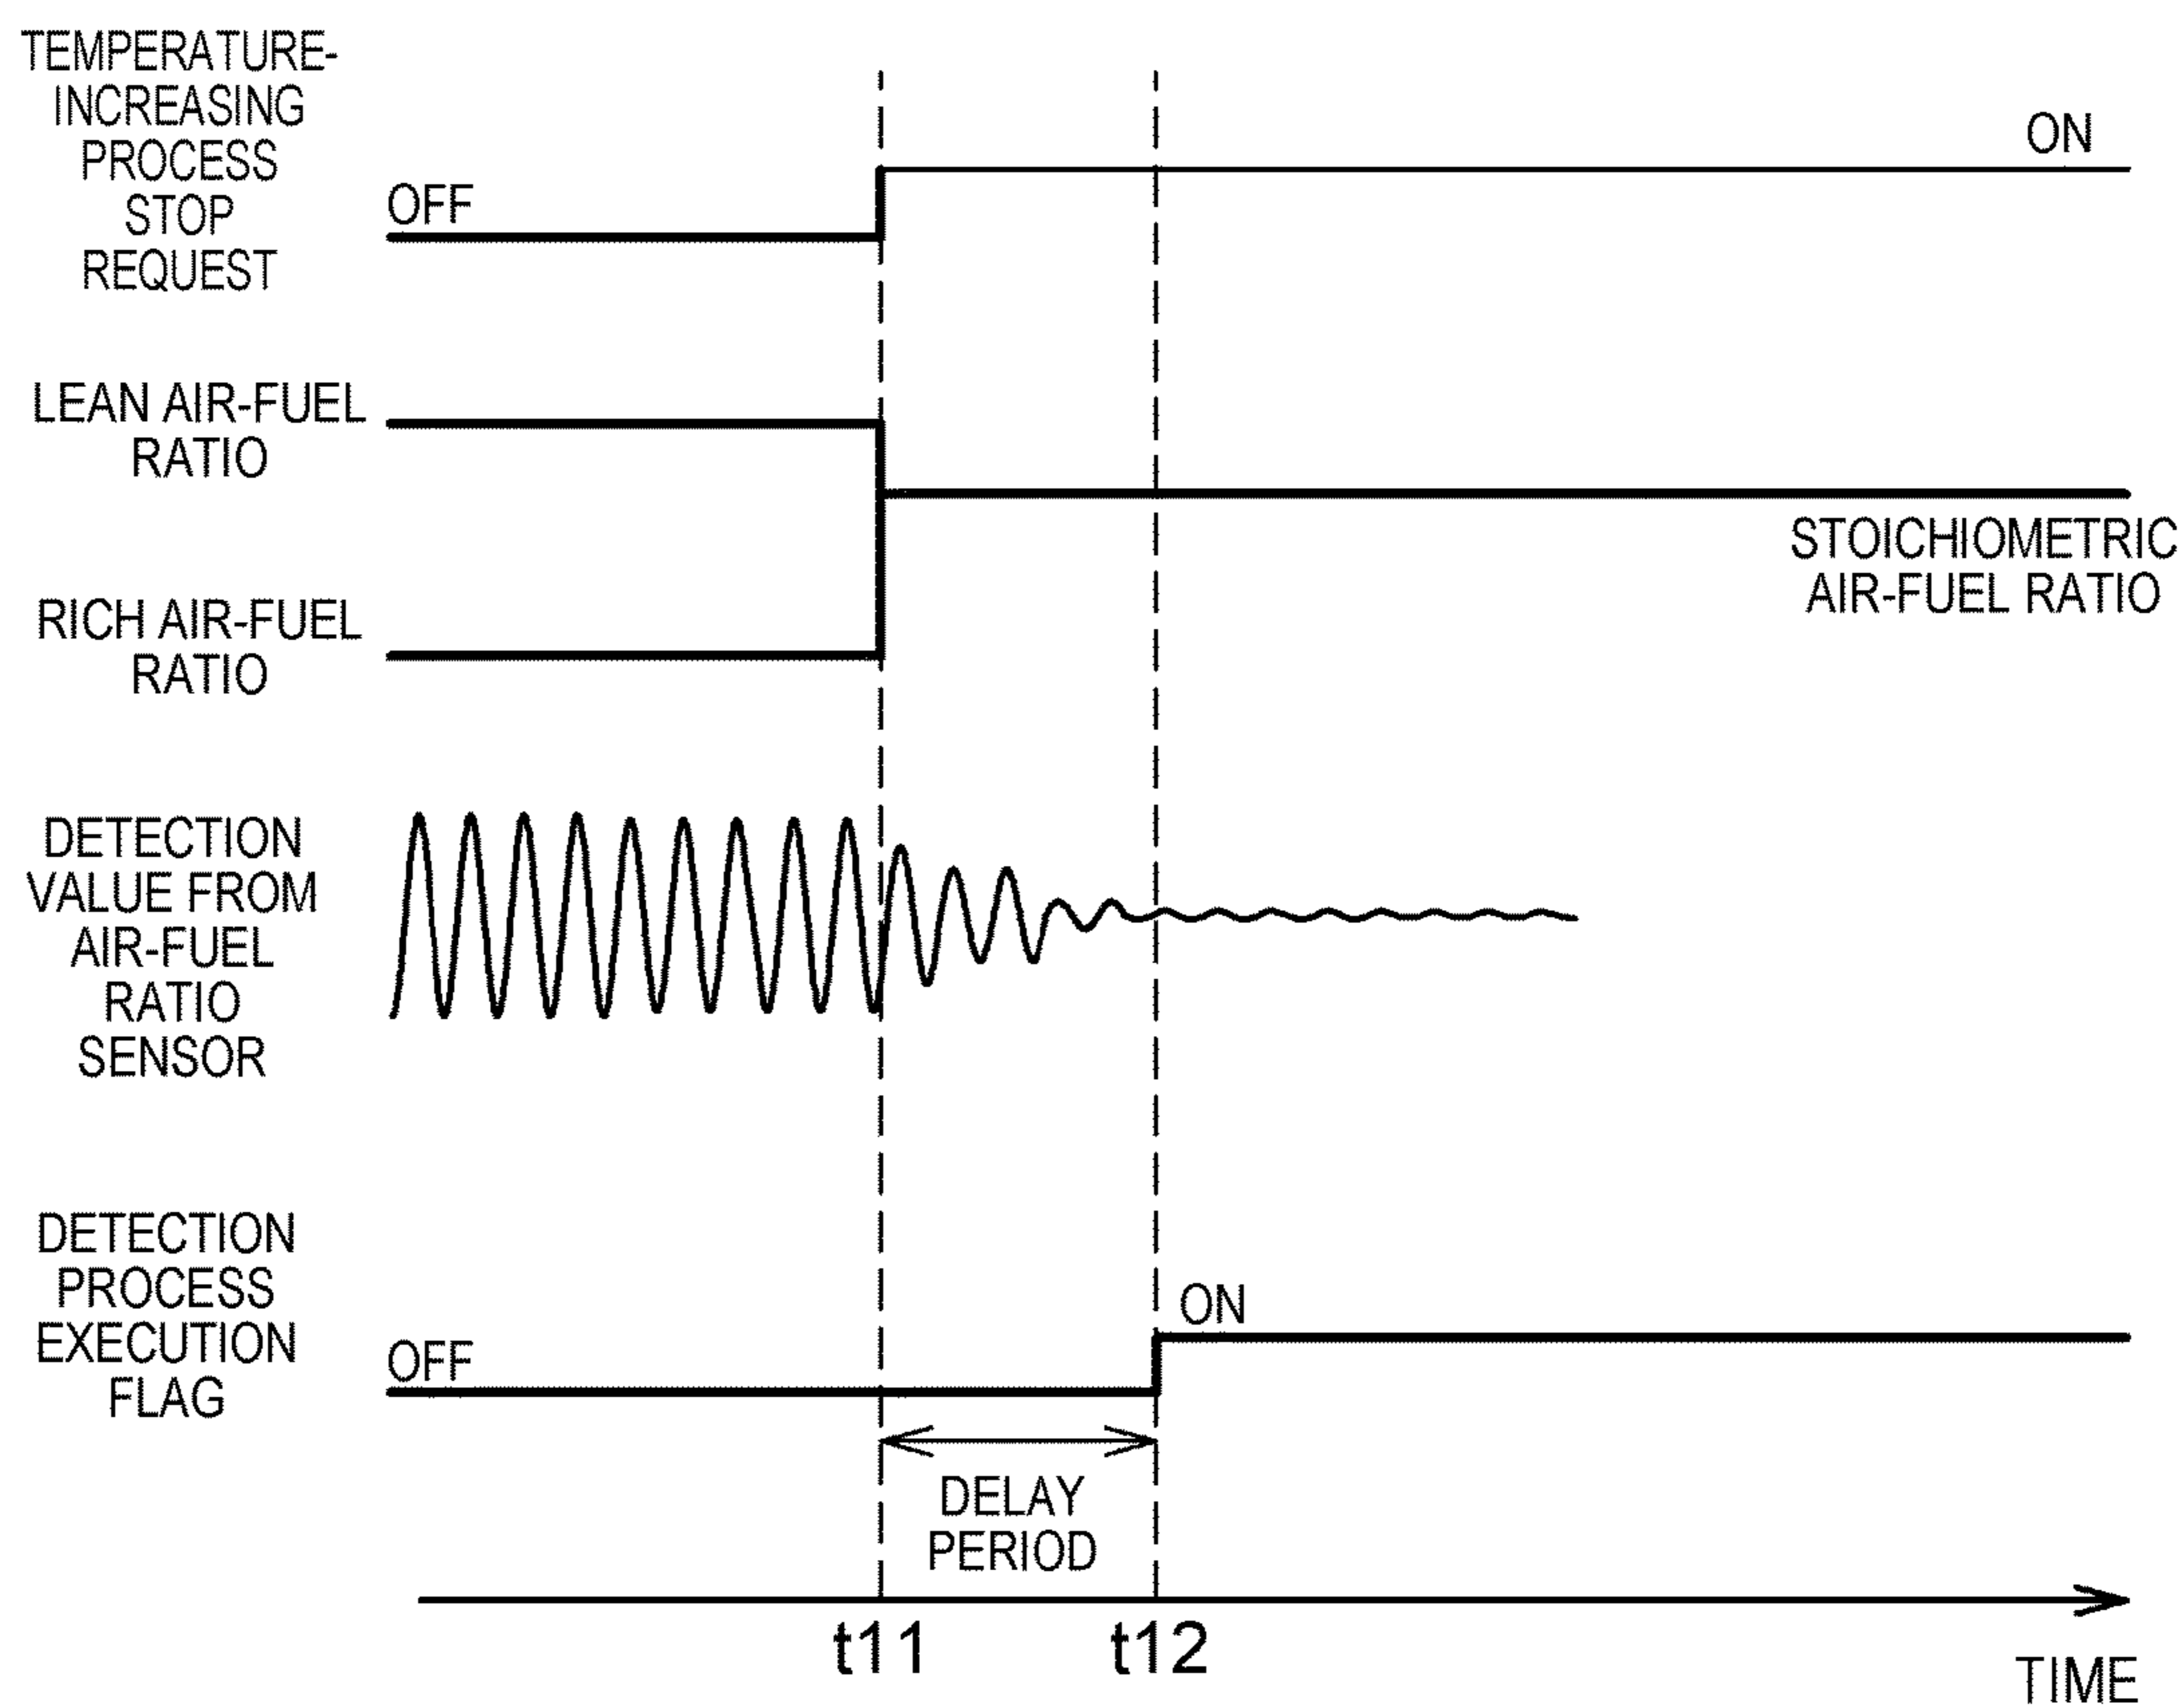 TEMPERATURE-
INCREASING
PROCESS
STOP
REQUEST
OFF
ON
LEAN AIR-FUEL
RATIO
RICH AIR-FUEL
RATIO
STOICHIOMETRIC
AIR-FUEL RATIO
DETECTION
VALUE FROM
AIR-FUEL
RATIO
SENSOR
DETECTION
PROCESS
EXECUTION
FLAG
OFF
ON
DELAY
PERIOD
t11
t12
TIME